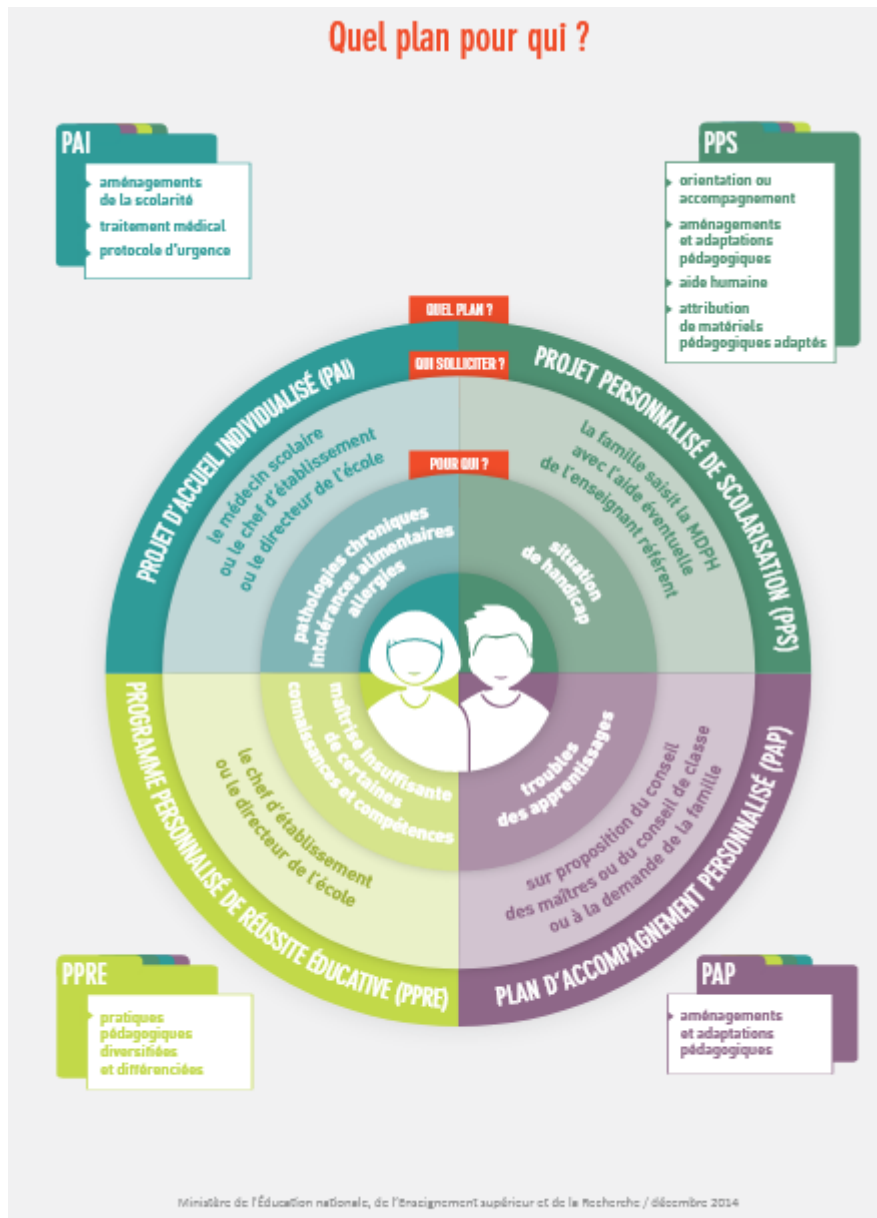 Quel plan pour qui ?
PAI
aménagements
de la scolarité
traitement médical
protocole d'urgence
PPS
orientation ou
accompagnement
aménagements
et adaptations
pédagogiques
aide humaine
attribution
de matériels
pédagogiques adaptés
QUEL PLAN ?
QUI SOLLICITER ?
POUR QUI ?
PROJET D'ACCUEIL INDIVIDUALISÉ (PAI)
le médecin scolaire
ou le chef d'établissement
ou le directeur de l'école
pathologies chroniques
intolérances alimentaires
allergies
PROJET PERSONNALISÉ DE SCOLARISATION (PPS)
la famille saisit la MDPH
avec l'aide éventuelle
de l'enseignant référent
situation
de handicap
PROGRAMME PERSONNALISÉ DE RÉUSSITE ÉDUCATIVE (PPRE)
le chef d'établissement
ou le directeur de l'école
maîtrise insuffisante
de certaines
connaissances et compétences
PLAN D'ACCOMPAGNEMENT PERSONNALISÉ (PAP)
sur proposition du conseil
des maîtres ou du conseil de classe
ou à la demande de la famille
troubles
des apprentissages
PPRE
pratiques
pédagogiques
diversifiées
et différenciées
PAP
aménagements
et adaptations
pédagogiques
Ministère de l'Éducation nationale, de l'Enseignement supérieur et de la Recherche / décembre 2014